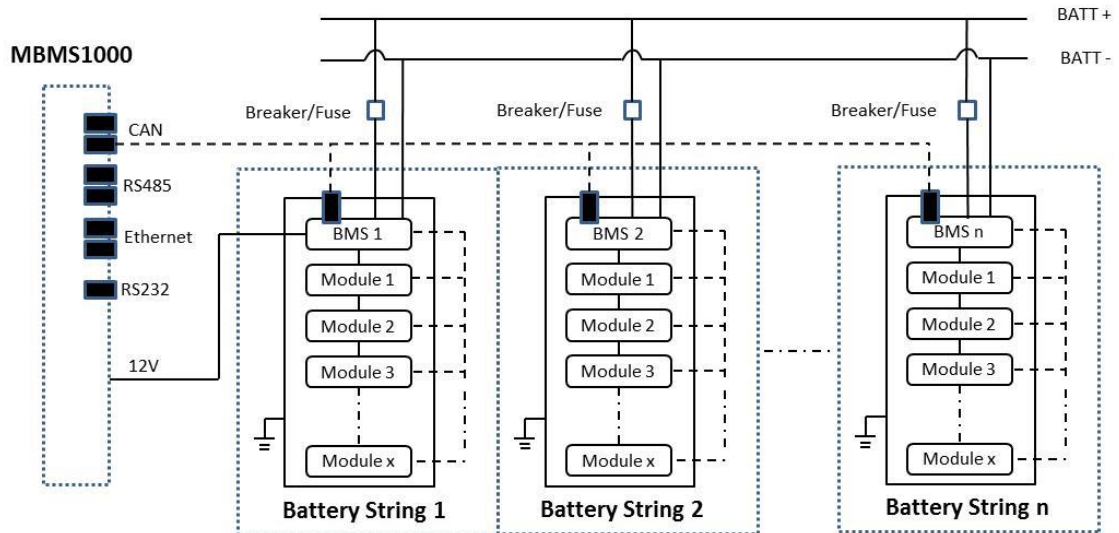 BATT +
MBMS1000
BATT -
Breaker/Fuse
Breaker/Fuse
Breaker/Fuse
CAN
RS485
Ethernet
RS232
12V
BMS 1
Module 1
Module 2
Module 3
Module x
Battery String 1
BMS 2
Module 1
Module 2
Module 3
Module x
Battery String 2
BMS n
Module 1
Module 2
Module 3
Module x
Battery String n